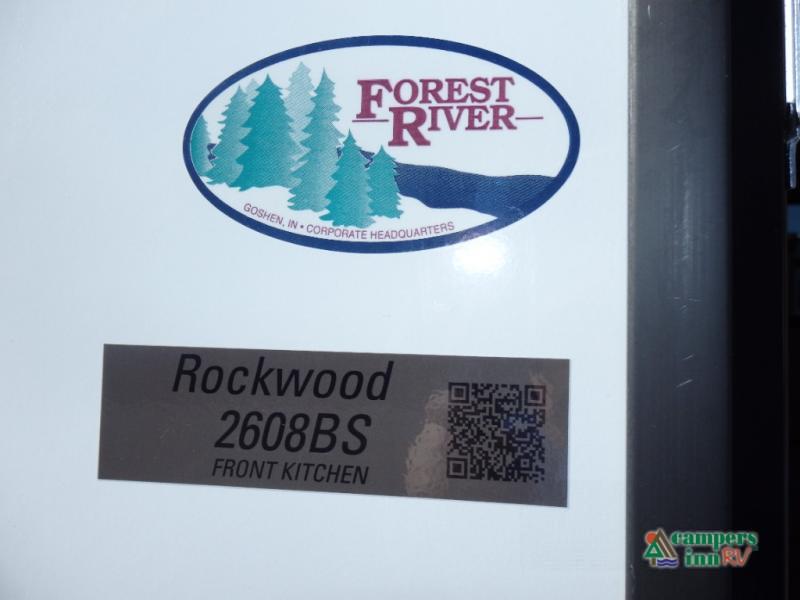 FOREST
RIVER
GOSHEN, IN • CORPORATE HEADQUARTERS
Rockwood
2608BS
FRONT KITCHEN
campers
inn RV